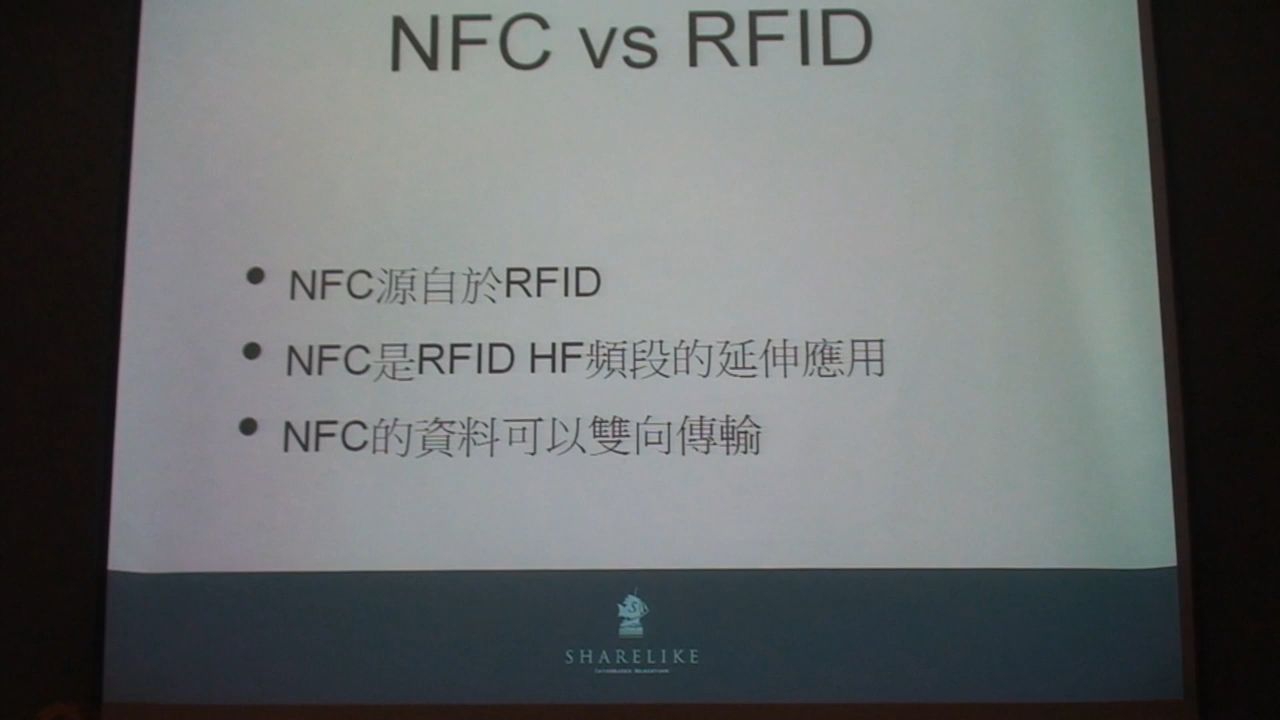 NFC vs RFID
• NFC源自於RFID
• NFC是RFID HF頻段的延伸應用
• NFC的資料可以雙向傳輸
SHARELIKE